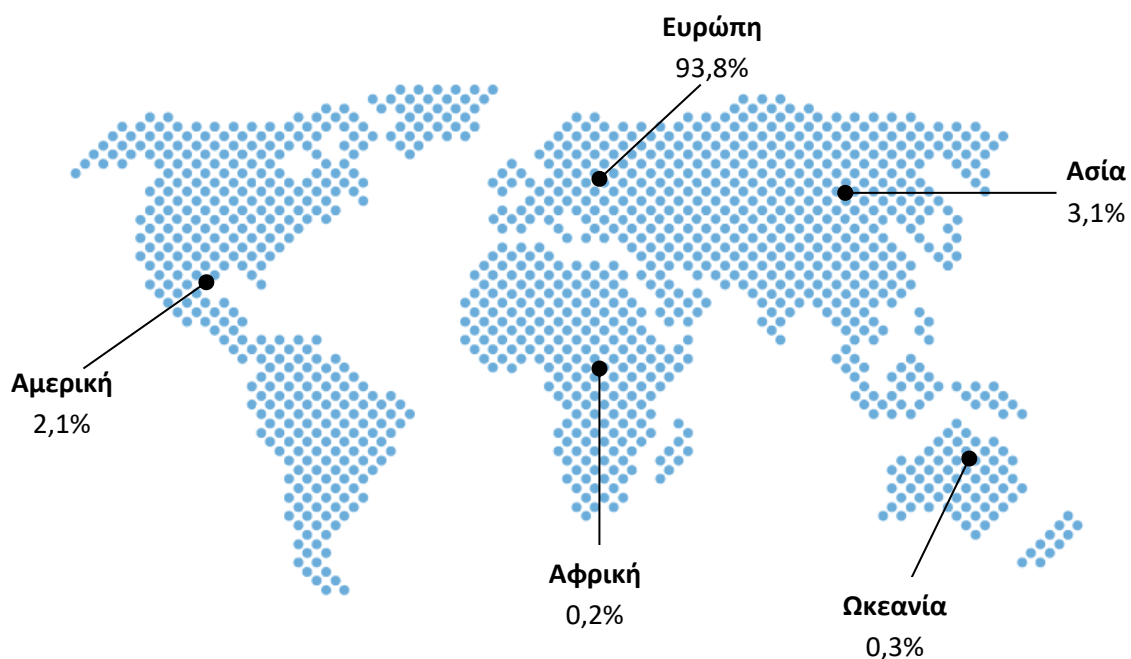 Ευρώπη
93,8%
Ασία
3,1%
Αμερική
2,1%
Αφρική
0,2%
Ωκεανία
0,3%